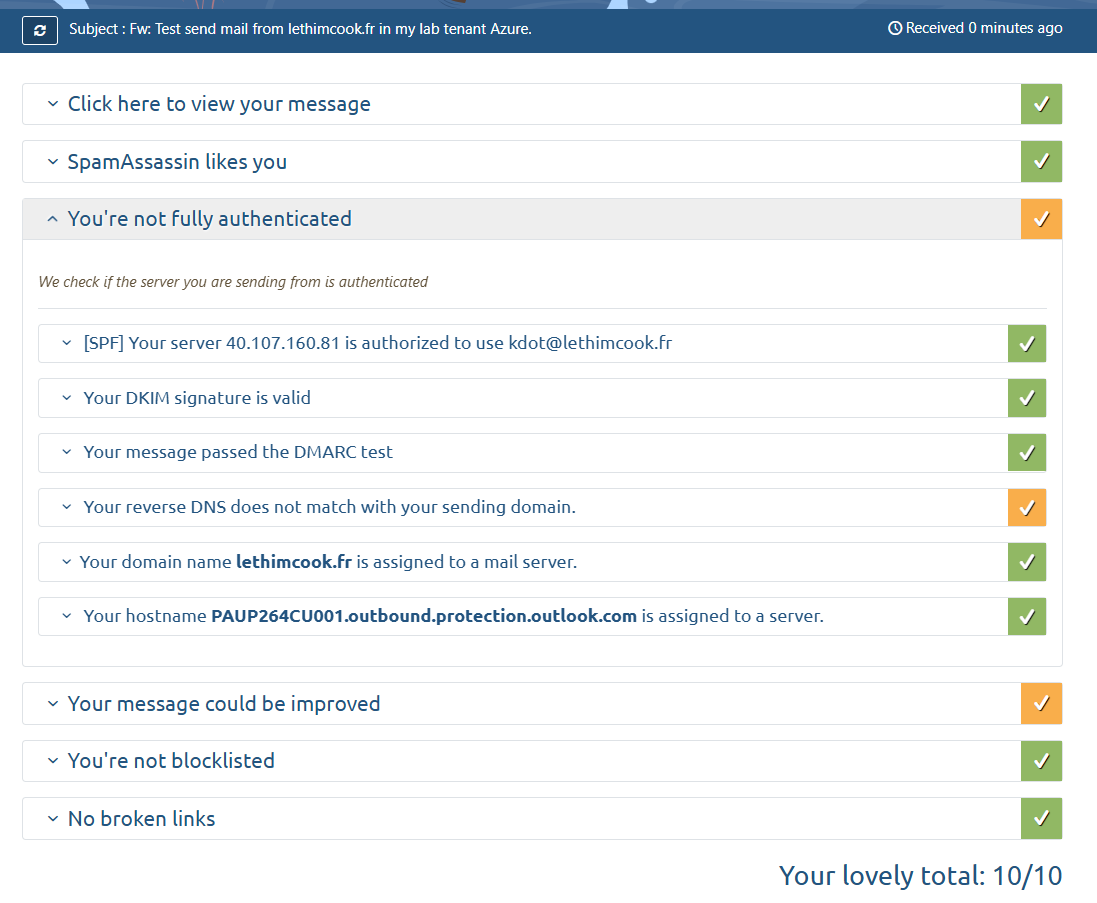 Subject : Fw: Test send mail from lethimcook.fr in my lab tenant Azure.
Received 0 minutes ago
Click here to view your message
SpamAssassin likes you
You're not fully authenticated
We check if the server you are sending from is authenticated
[SPF] Your server 40.107.160.81 is authorized to use kdot@lethimcook.fr
Your DKIM signature is valid
Your message passed the DMARC test
Your reverse DNS does not match with your sending domain.
Your domain name lethimcook.fr is assigned to a mail server.
Your hostname PAUP264CU001.outbound.protection.outlook.com is assigned to a server.
Your message could be improved
You're not blocklisted
No broken links
Your lovely total: 10/10